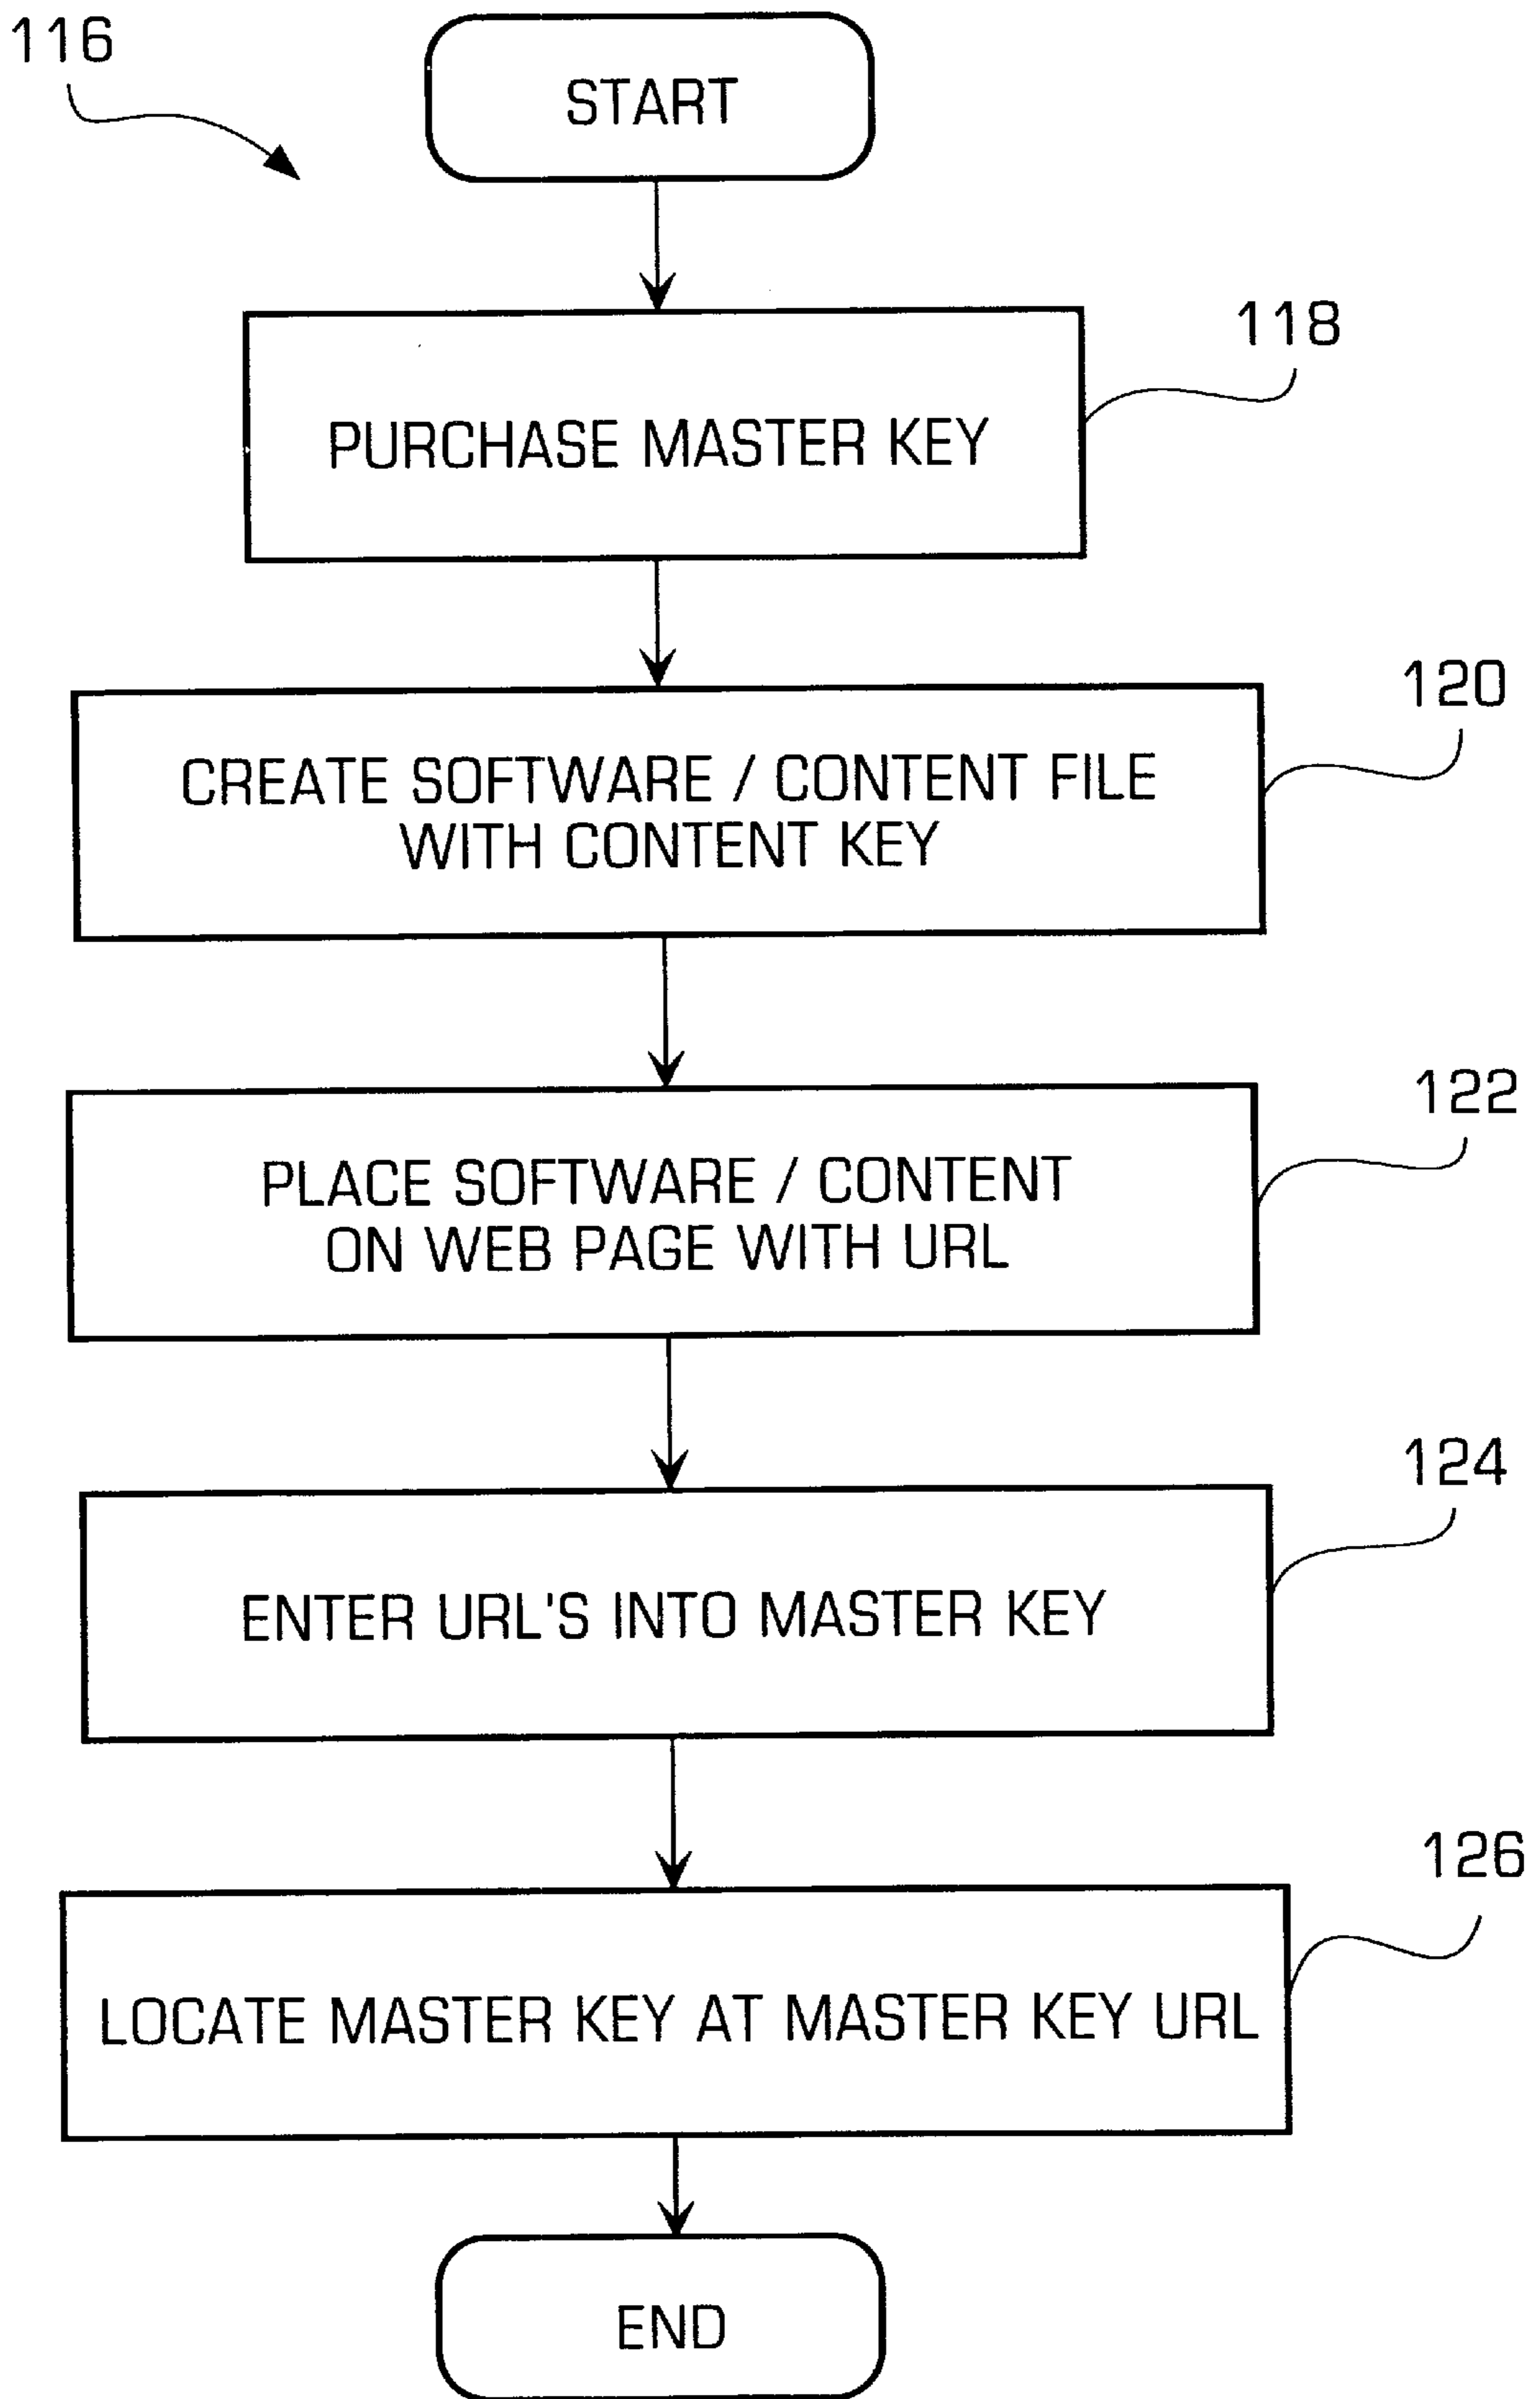 116
START
118
PURCHASE MASTER KEY
120
CREATE SOFTWARE / CONTENT FILE
WITH CONTENT KEY
122
PLACE SOFTWARE / CONTENT
ON WEB PAGE WITH URL
124
ENTER URL'S INTO MASTER KEY
126
LOCATE MASTER KEY AT MASTER KEY URL
END